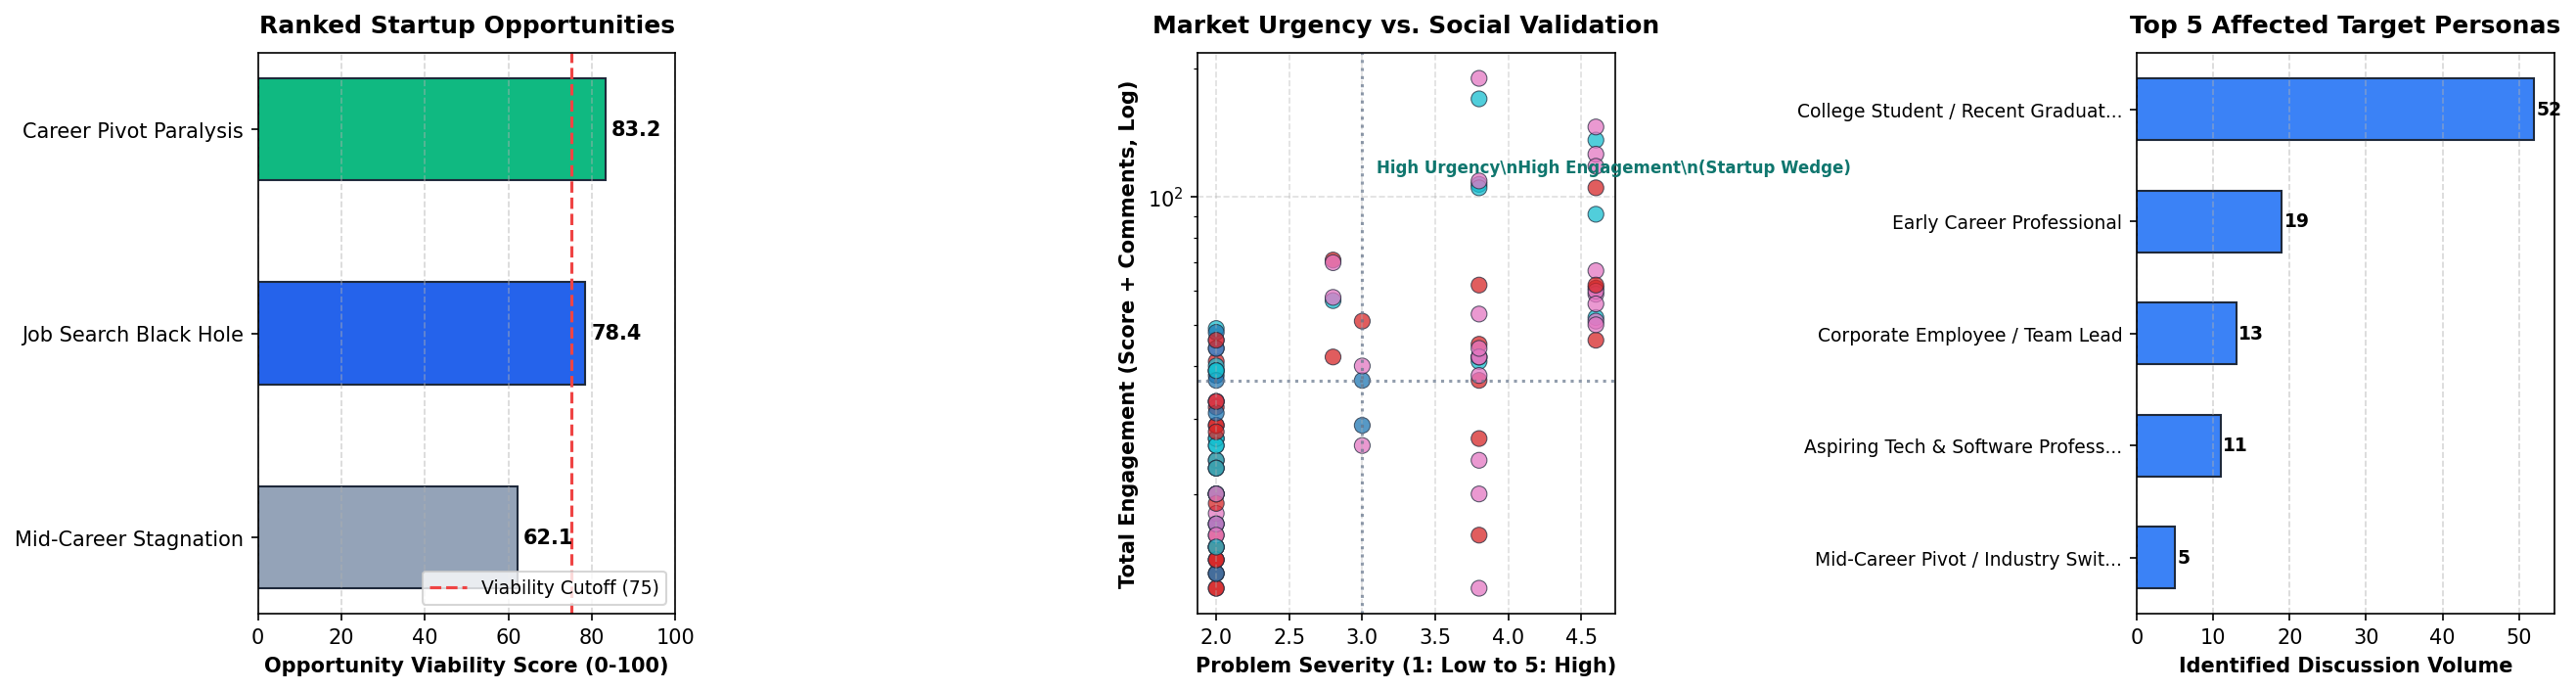 Ranked Startup Opportunities
Career Pivot Paralysis
83.2
Job Search Black Hole
78.4
Mid-Career Stagnation
62.1
Viability Cutoff (75)
0 20 40 60 80 100
Opportunity Viability Score (0-100)
Market Urgency vs. Social Validation
Total Engagement (Score + Comments, Log)
10²
High Urgency\nHigh Engagement\n(Startup Wedge)
2.0 2.5 3.0 3.5 4.0 4.5
Problem Severity (1: Low to 5: High)
Top 5 Affected Target Personas
College Student / Recent Graduat...
52
Early Career Professional
19
Corporate Employee / Team Lead
13
Aspiring Tech & Software Profess...
11
Mid-Career Pivot / Industry Swit...
5
0 10 20 30 40 50
Identified Discussion Volume